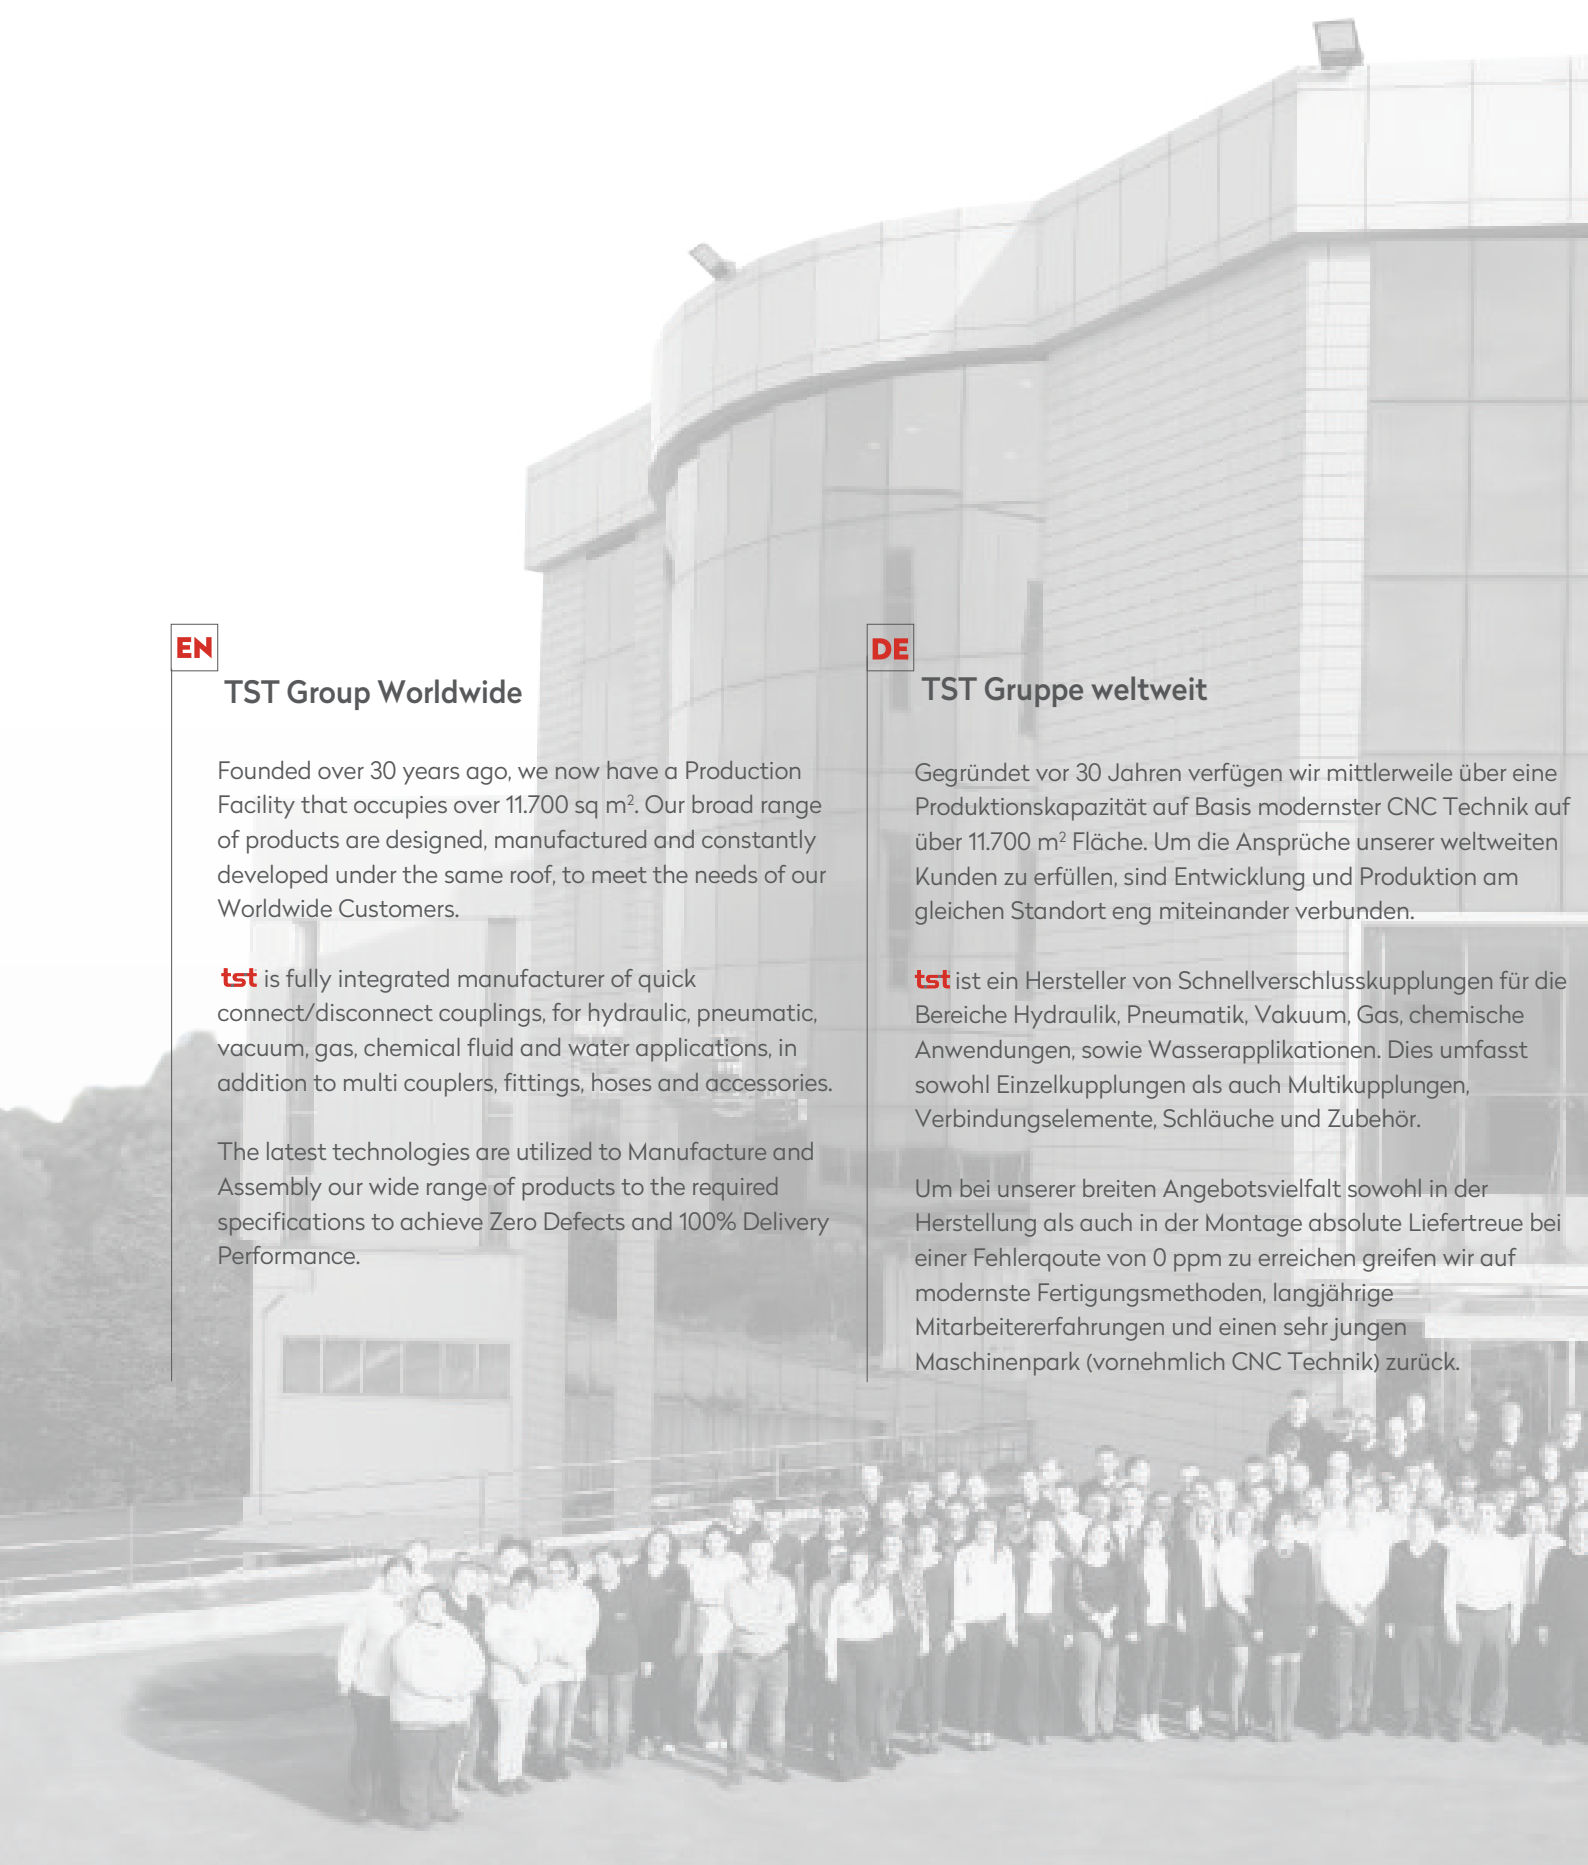 EN
TST Group Worldwide
Founded over 30 years ago, we now have a Production
Facility that occupies over 11.700 sq m². Our broad range
of products are designed, manufactured and constantly
developed under the same roof, to meet the needs of our
Worldwide Customers.
tst is fully integrated manufacturer of quick
connect/disconnect couplings, for hydraulic, pneumatic,
vacuum, gas, chemical fluid and water applications, in
addition to multi couplers, fittings, hoses and accessories.
The latest technologies are utilized to Manufacture and
Assembly our wide range of products to the required
specifications to achieve Zero Defects and 100% Delivery
Performance.
DE
TST Gruppe weltweit
Gegründet vor 30 Jahren verfügen wir mittlerweile über eine
Produktionskapazität auf Basis modernster CNC Technik auf
über 11.700 m² Fläche. Um die Ansprüche unserer weltweiten
Kunden zu erfüllen, sind Entwicklung und Produktion am
gleichen Standort eng miteinander verbunden.
tst ist ein Hersteller von Schnellverschlusskupplungen für die
Bereiche Hydraulik, Pneumatik, Vakuum, Gas, chemische
Anwendungen, sowie Wasserapplikationen. Dies umfasst
sowohl Einzelkupplungen als auch Multikupplungen,
Verbindungselemente, Schläuche und Zubehör.
Um bei unserer breiten Angebotsvielfalt sowohl in der
Herstellung als auch in der Montage absolute Liefertreue bei
einer Fehlerqoute von 0 ppm zu erreichen greifen wir auf
modernste Fertigungsmethoden, langjährige
Mitarbeitererfahrungen und einen sehr jungen
Maschinenpark (vornehmlich CNC Technik) zurück.